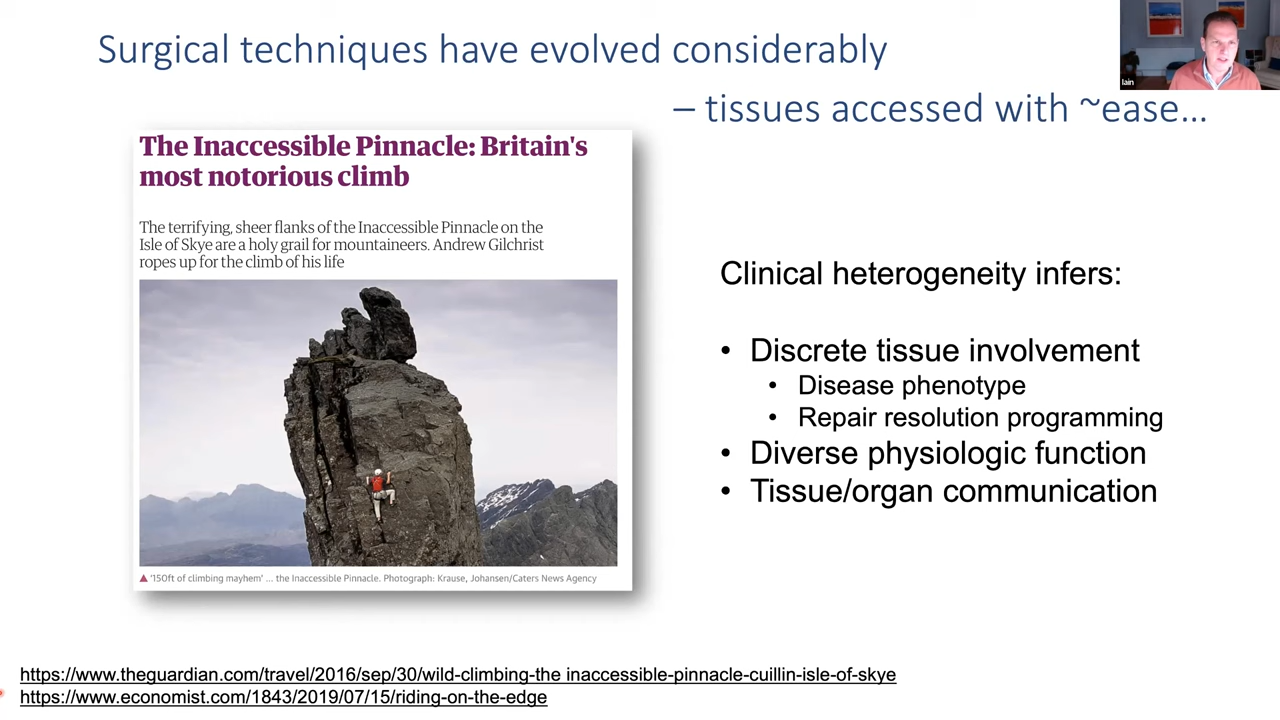 Surgical techniques have evolved considerably
– tissues accessed with ~ease...
Iain
The Inaccessible Pinnacle: Britain's
most notorious climb
The terrifying, sheer flanks of the Inaccessible Pinnacle on the
Isle of Skye are a holy grail for mountaineers. Andrew Gilchrist
ropes up for the climb of his life
▲ '150ft of climbing mayhem' ... the Inaccessible Pinnacle. Photograph: Krause, Johansen/Caters News Agency
Clinical heterogeneity infers:
• Discrete tissue involvement
• Disease phenotype
• Repair resolution programming
• Diverse physiologic function
• Tissue/organ communication
https://www.theguardian.com/travel/2016/sep/30/wild-climbing-the inaccessible-pinnacle-cuillin-isle-of-skye
https://www.economist.com/1843/2019/07/15/riding-on-the-edge